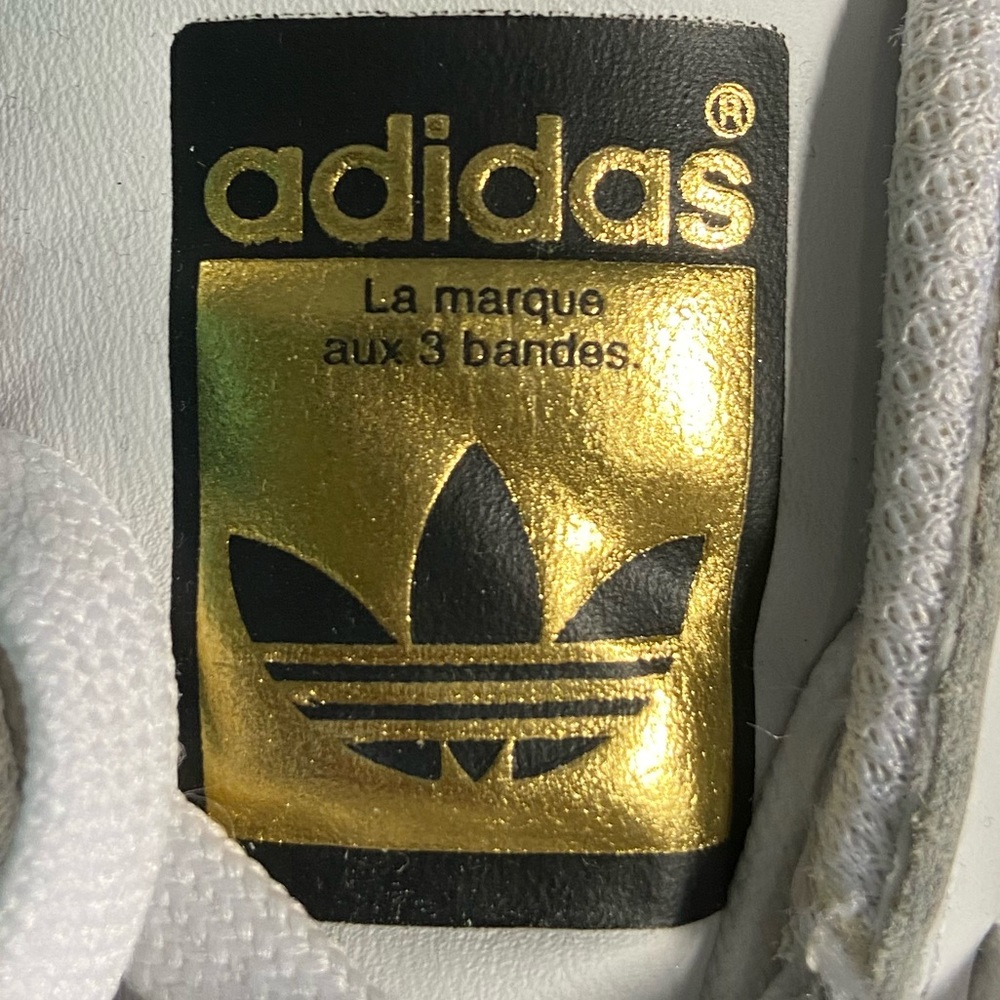 adidas®
La marque
aux 3 bandes.